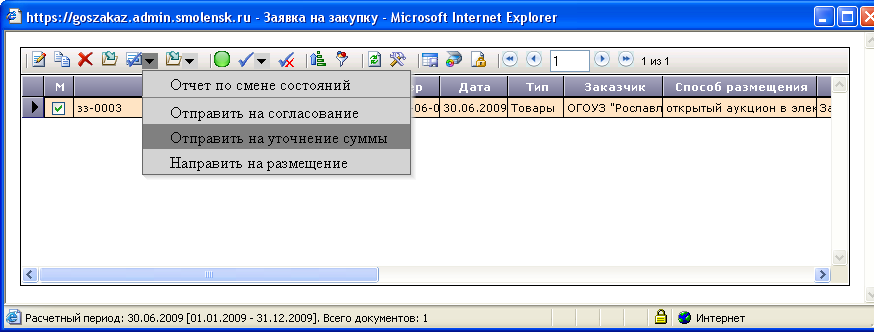 https://goszakaz.admin.smolensk.ru - Заявка на закупку - Microsoft Internet Explorer
1
1 из 1
М
ер Дата Тип Заказчик Способ размещения
зз-0003
06-0 30.06.2009 Товары ОГОУЗ "Рославл открытый аукцион в элек За
Отчет по смене состояний
Отправить на согласование
Отправить на уточнение суммы
Направить на размещение
Расчетный период: 30.06.2009 [01.01.2009 - 31.12.2009]. Всего документов: 1
Интернет